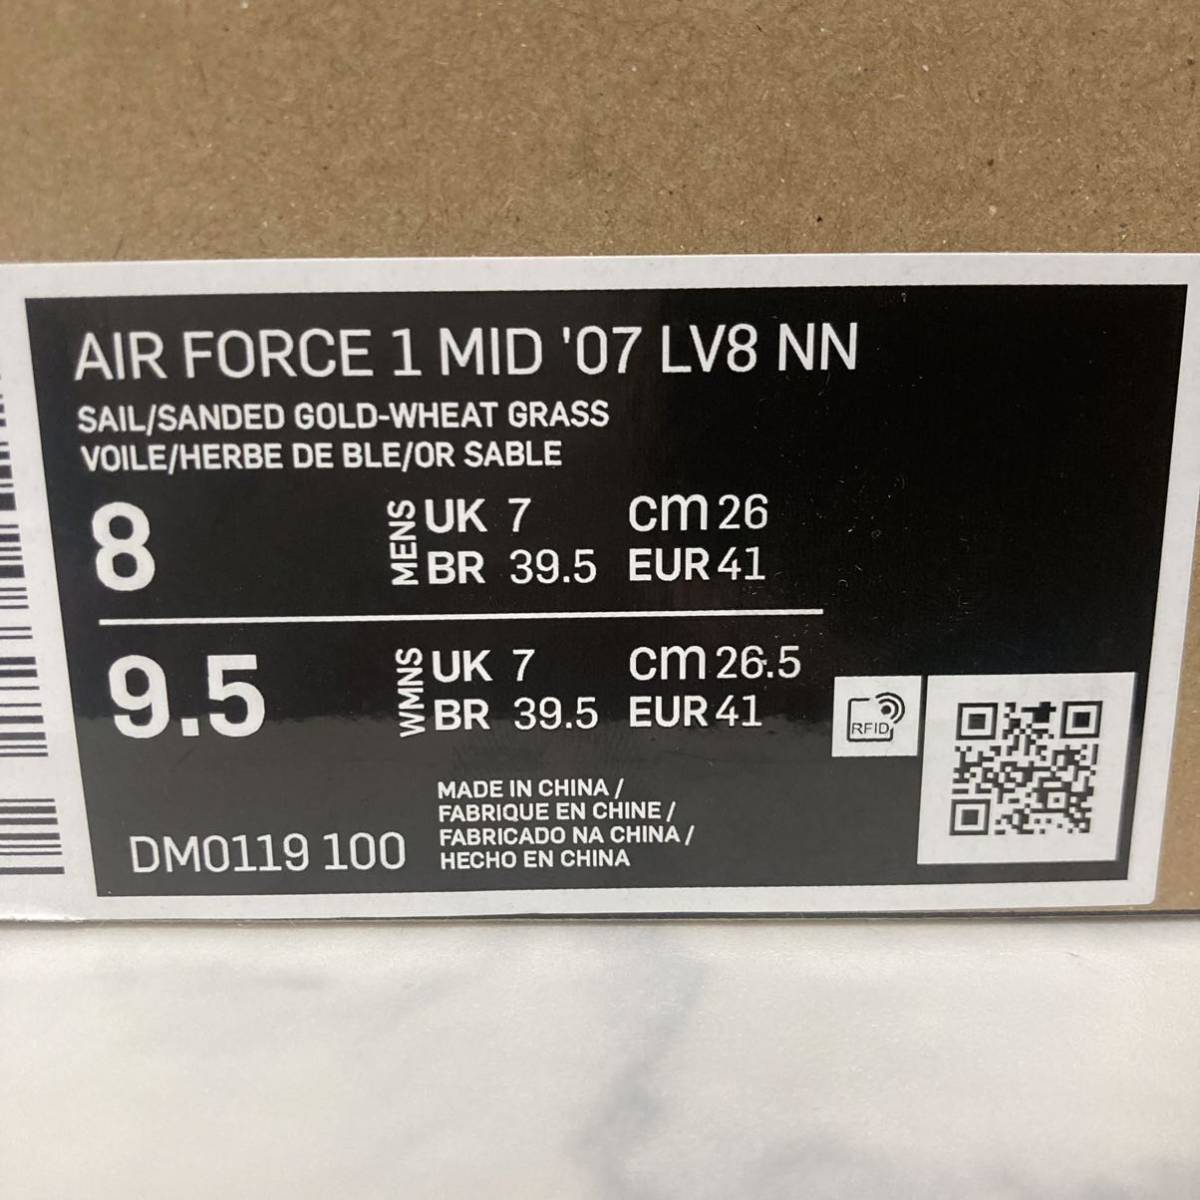 AIR FORCE 1 MID '07 LV8 NN
SAIL/SANDED GOLD-WHEAT GRASS
VOILE/HERBE DE BLE/OR SABLE
8 MENS UK 7 cm 26
BR 39.5 EUR 41
9.5 WMNS UK 7 cm 26.5
BR 39.5 EUR 41
RFID
MADE IN CHINA /
FABRIQUE EN CHINE /
FABRICADO NA CHINA /
HECHO EN CHINA
DM0119 100